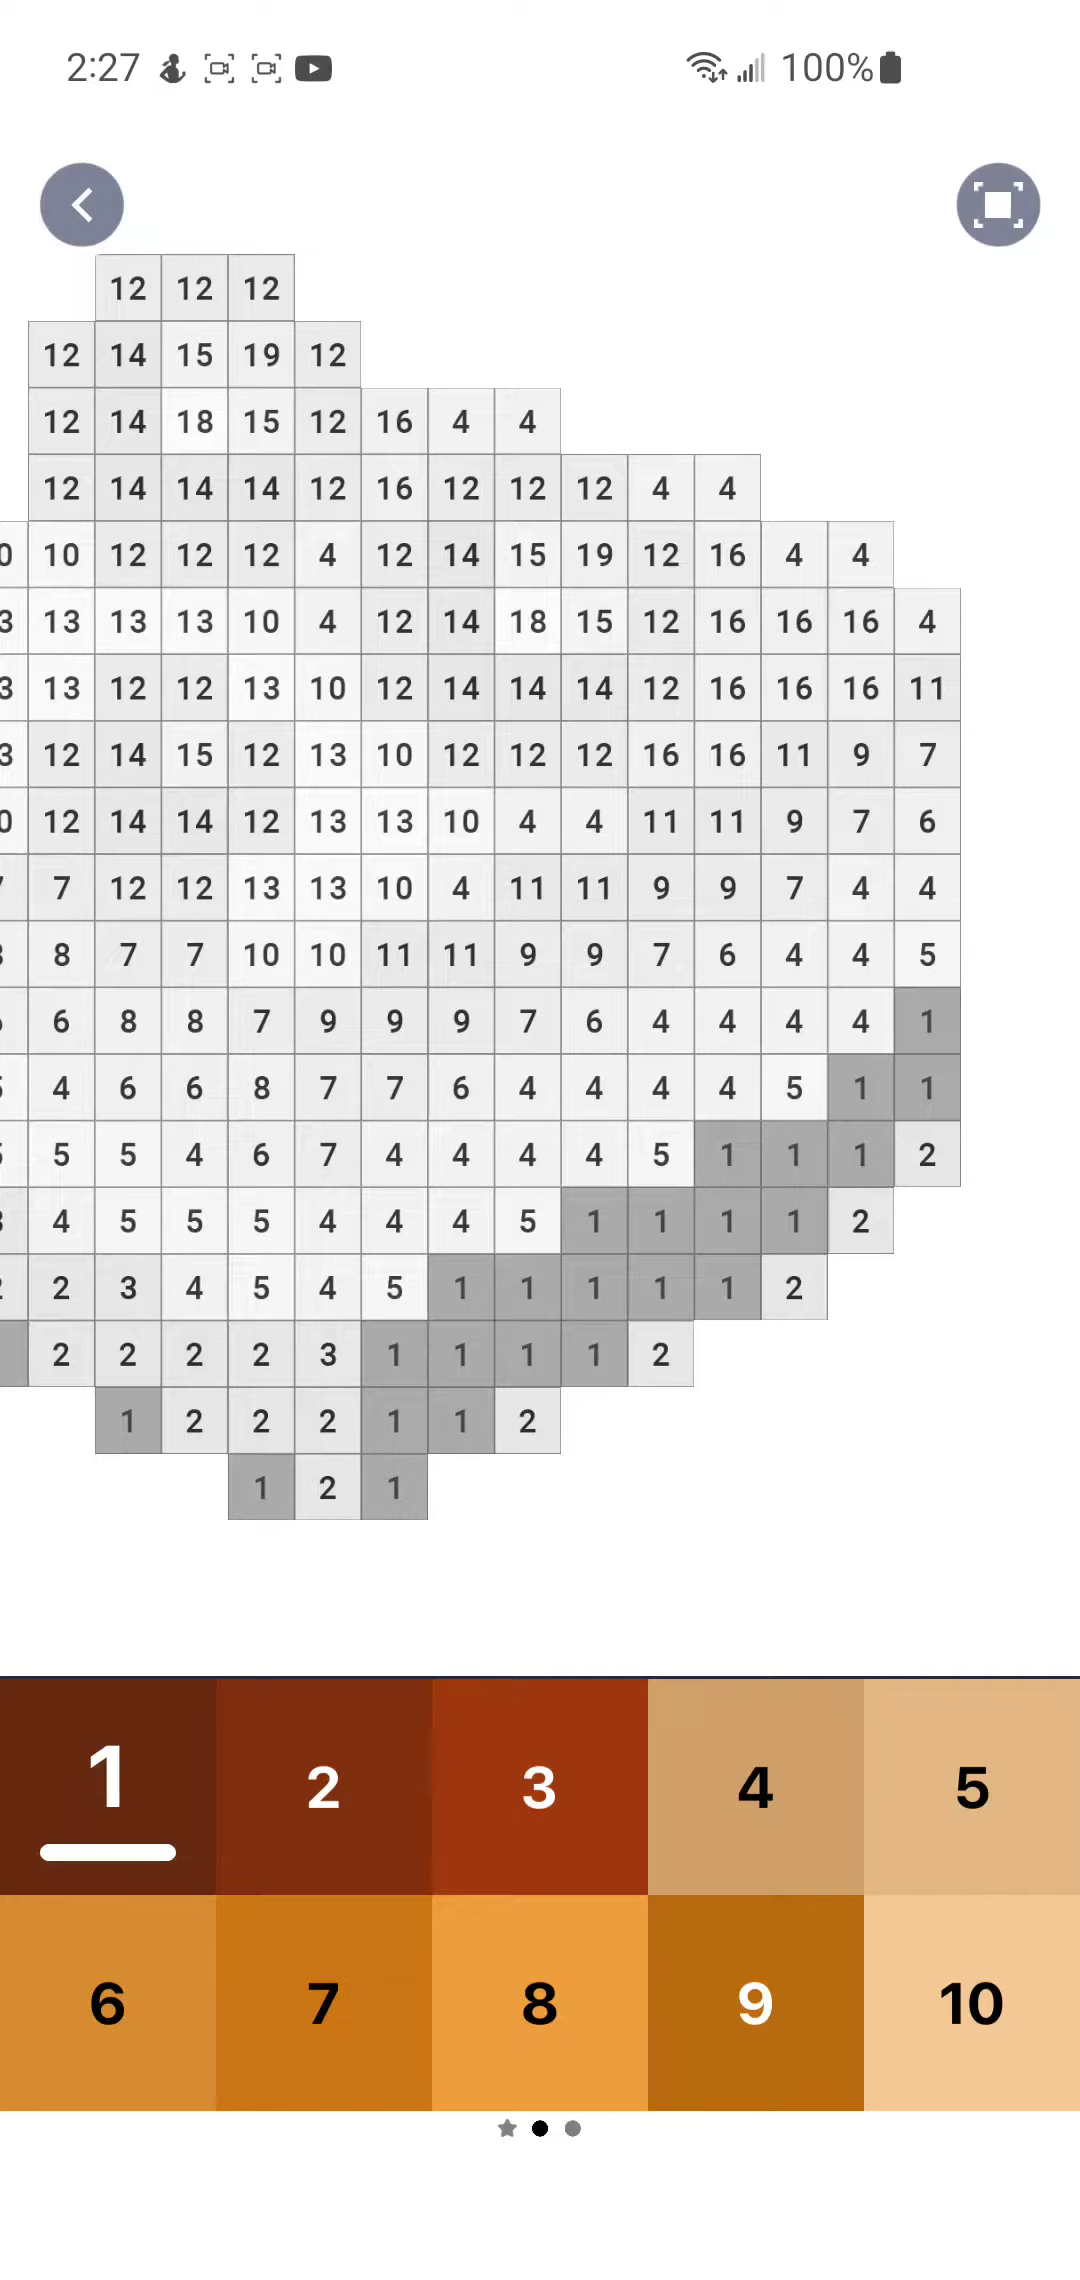 2:27 100%
12 12 12
12 14 15 19 12
12 14 18 15 12 16 4 4
12 14 14 14 12 16 12 12 12 4 4
0 10 12 12 12 4 12 14 15 19 12 16 4 4
3 13 13 13 10 4 12 14 18 15 12 16 16 16 4
3 13 12 12 13 10 12 14 14 14 12 16 16 16 11
3 12 14 15 12 13 10 12 12 12 16 16 11 9 7
0 12 14 14 12 13 13 10 4 4 11 11 9 7 6
7 12 12 13 13 10 4 11 11 9 9 7 4 4
8 7 7 10 10 11 11 9 9 7 6 4 4 5
6 8 8 7 9 9 9 7 6 4 4 4 4 1
4 6 6 8 7 7 6 4 4 4 4 5 1 1
5 5 4 6 7 4 4 4 4 5 1 1 1 2
4 5 5 5 4 4 4 5 1 1 1 1 2
2 3 4 5 4 5 1 1 1 1 1 2
2 2 2 2 3 1 1 1 1 2
1 2 2 2 1 1 2
1 2 1
1 2 3 4 5
6 7 8 9 10